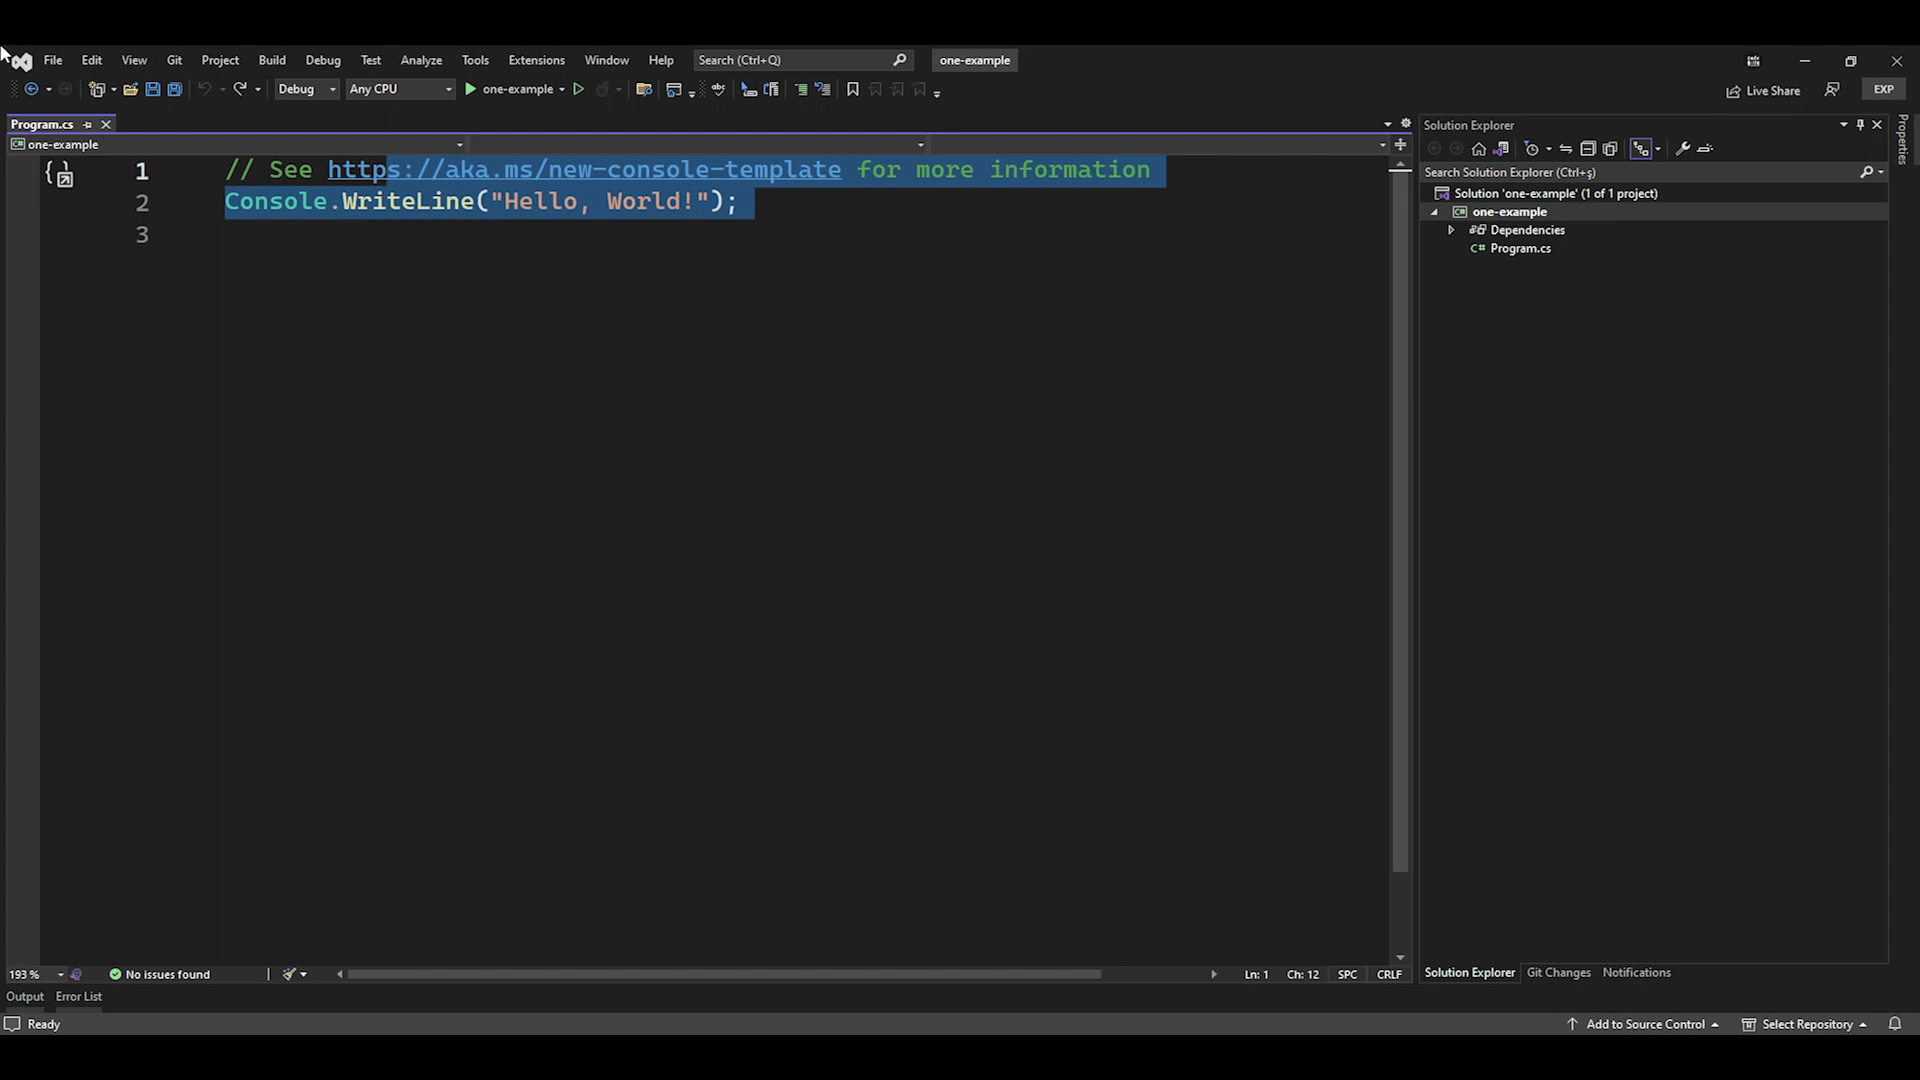 File Edit View Git Project Build Debug Test Analyze Tools Extensions Window Help Search (Ctrl+Q) one-example
Debug Any CPU one-example Live Share EXP
Program.cs
one-example
1 // See https://aka.ms/new-console-template for more information
2 Console.WriteLine("Hello, World!");
3
Solution Explorer
Search Solution Explorer (Ctrl+ş)
Solution 'one-example' (1 of 1 project)
one-example
Dependencies
C# Program.cs
Properties
193 % No issues found Ln: 1 Ch: 12 SPC CRLF
Solution Explorer Git Changes Notifications
Output Error List
Ready Add to Source Control Select Repository